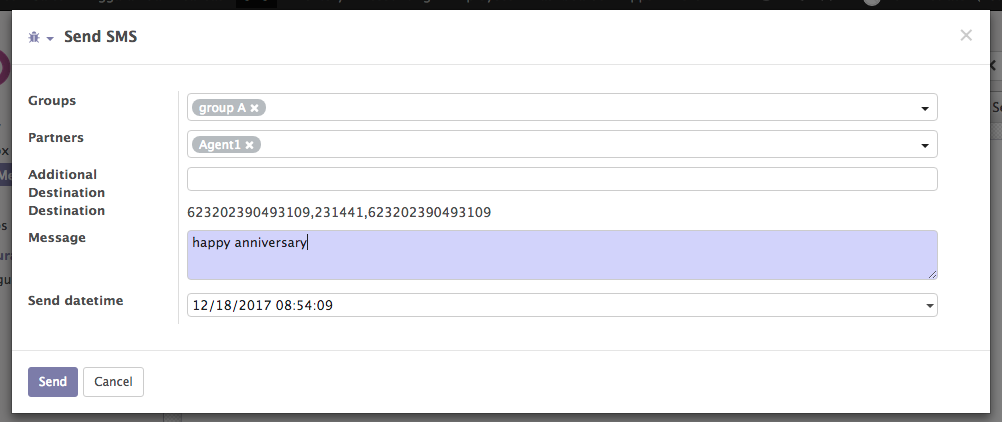 Send SMS
Groups
group A
Partners
Agent1
Additional
Destination
Destination
623202390493109,231441,623202390493109
Message
happy anniversary
Send datetime
12/18/2017 08:54:09
Send
Cancel